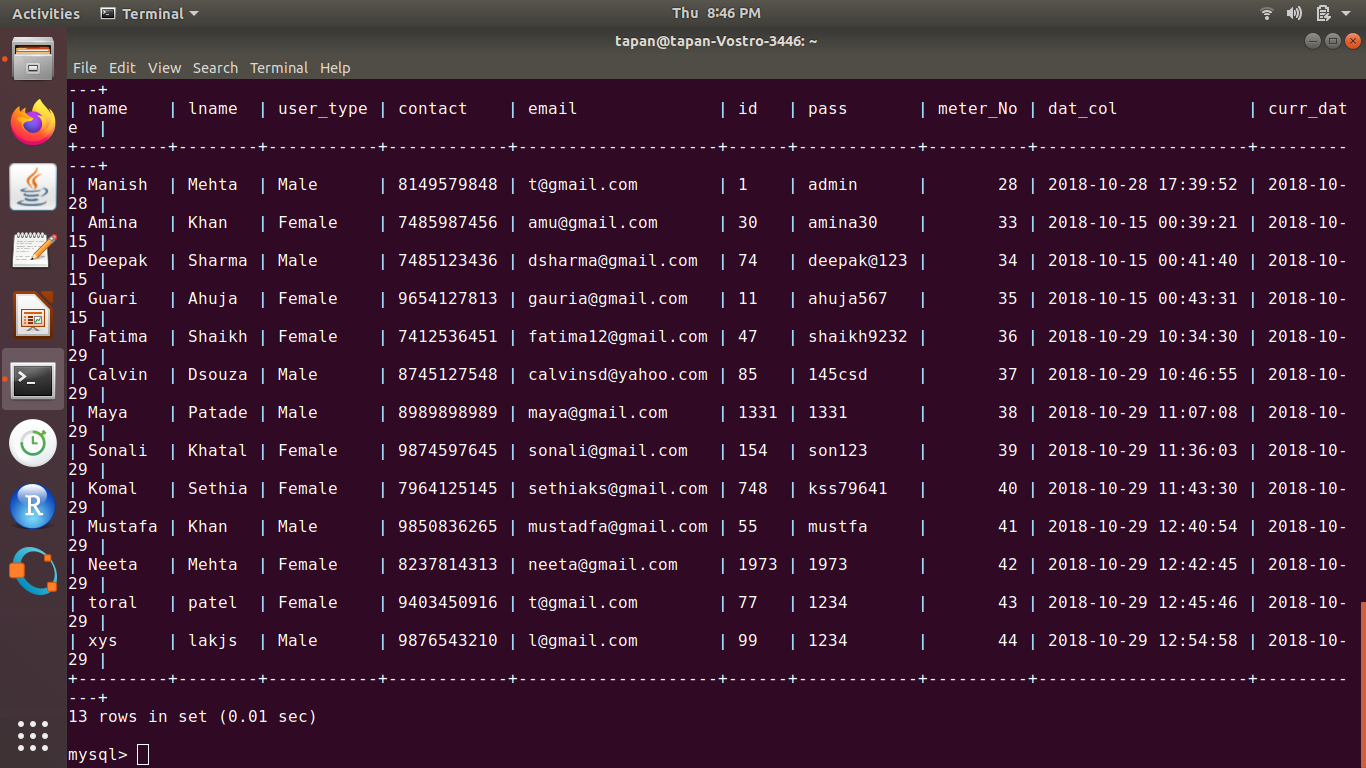 Activities Terminal Thu 8:46 PM
tapan@tapan-Vostro-3446: ~
File Edit View Search Terminal Help
---+
| name    | lname  | user_type | contact    | email              | id   | pass       | meter_No | dat_col             | curr_dat
e  |
+---------+--------+-----------+------------+--------------------+------+------------+----------+---------------------+---------
---+
| Manish  | Mehta  | Male      | 8149579848 | t@gmail.com        | 1    | admin      |       28 | 2018-10-28 17:39:52 | 2018-10-
28 |
| Amina   | Khan   | Female    | 7485987456 | amu@gmail.com      | 30   | amina30    |       33 | 2018-10-15 00:39:21 | 2018-10-
15 |
| Deepak  | Sharma | Male      | 7485123436 | dsharma@gmail.com  | 74   | deepak@123 |       34 | 2018-10-15 00:41:40 | 2018-10-
15 |
| Guari   | Ahuja  | Female    | 9654127813 | gauria@gmail.com   | 11   | ahuja567   |       35 | 2018-10-15 00:43:31 | 2018-10-
15 |
| Fatima  | Shaikh | Female    | 7412536451 | fatima12@gmail.com | 47   | shaikh9232 |       36 | 2018-10-29 10:34:30 | 2018-10-
29 |
| Calvin  | Dsouza | Male      | 8745127548 | calvinsd@yahoo.com | 85   | 145csd     |       37 | 2018-10-29 10:46:55 | 2018-10-
29 |
| Maya    | Patade | Male      | 8989898989 | maya@gmail.com     | 1331 | 1331       |       38 | 2018-10-29 11:07:08 | 2018-10-
29 |
| Sonali  | Khatal | Female    | 9874597645 | sonali@gmail.com   | 154  | son123     |       39 | 2018-10-29 11:36:03 | 2018-10-
29 |
| Komal   | Sethia | Female    | 7964125145 | sethiaks@gmail.com | 748  | kss79641   |       40 | 2018-10-29 11:43:30 | 2018-10-
29 |
| Mustafa | Khan   | Male      | 9850836265 | mustadfa@gmail.com | 55   | mustfa     |       41 | 2018-10-29 12:40:54 | 2018-10-
29 |
| Neeta   | Mehta  | Female    | 8237814313 | neeta@gmail.com    | 1973 | 1973       |       42 | 2018-10-29 12:42:45 | 2018-10-
29 |
| toral   | patel  | Female    | 9403450916 | t@gmail.com        | 77   | 1234       |       43 | 2018-10-29 12:45:46 | 2018-10-
29 |
| xys     | lakjs  | Male      | 9876543210 | l@gmail.com        | 99   | 1234       |       44 | 2018-10-29 12:54:58 | 2018-10-
29 |
+---------+--------+-----------+------------+--------------------+------+------------+----------+---------------------+---------
---+
13 rows in set (0.01 sec)
mysql>
R